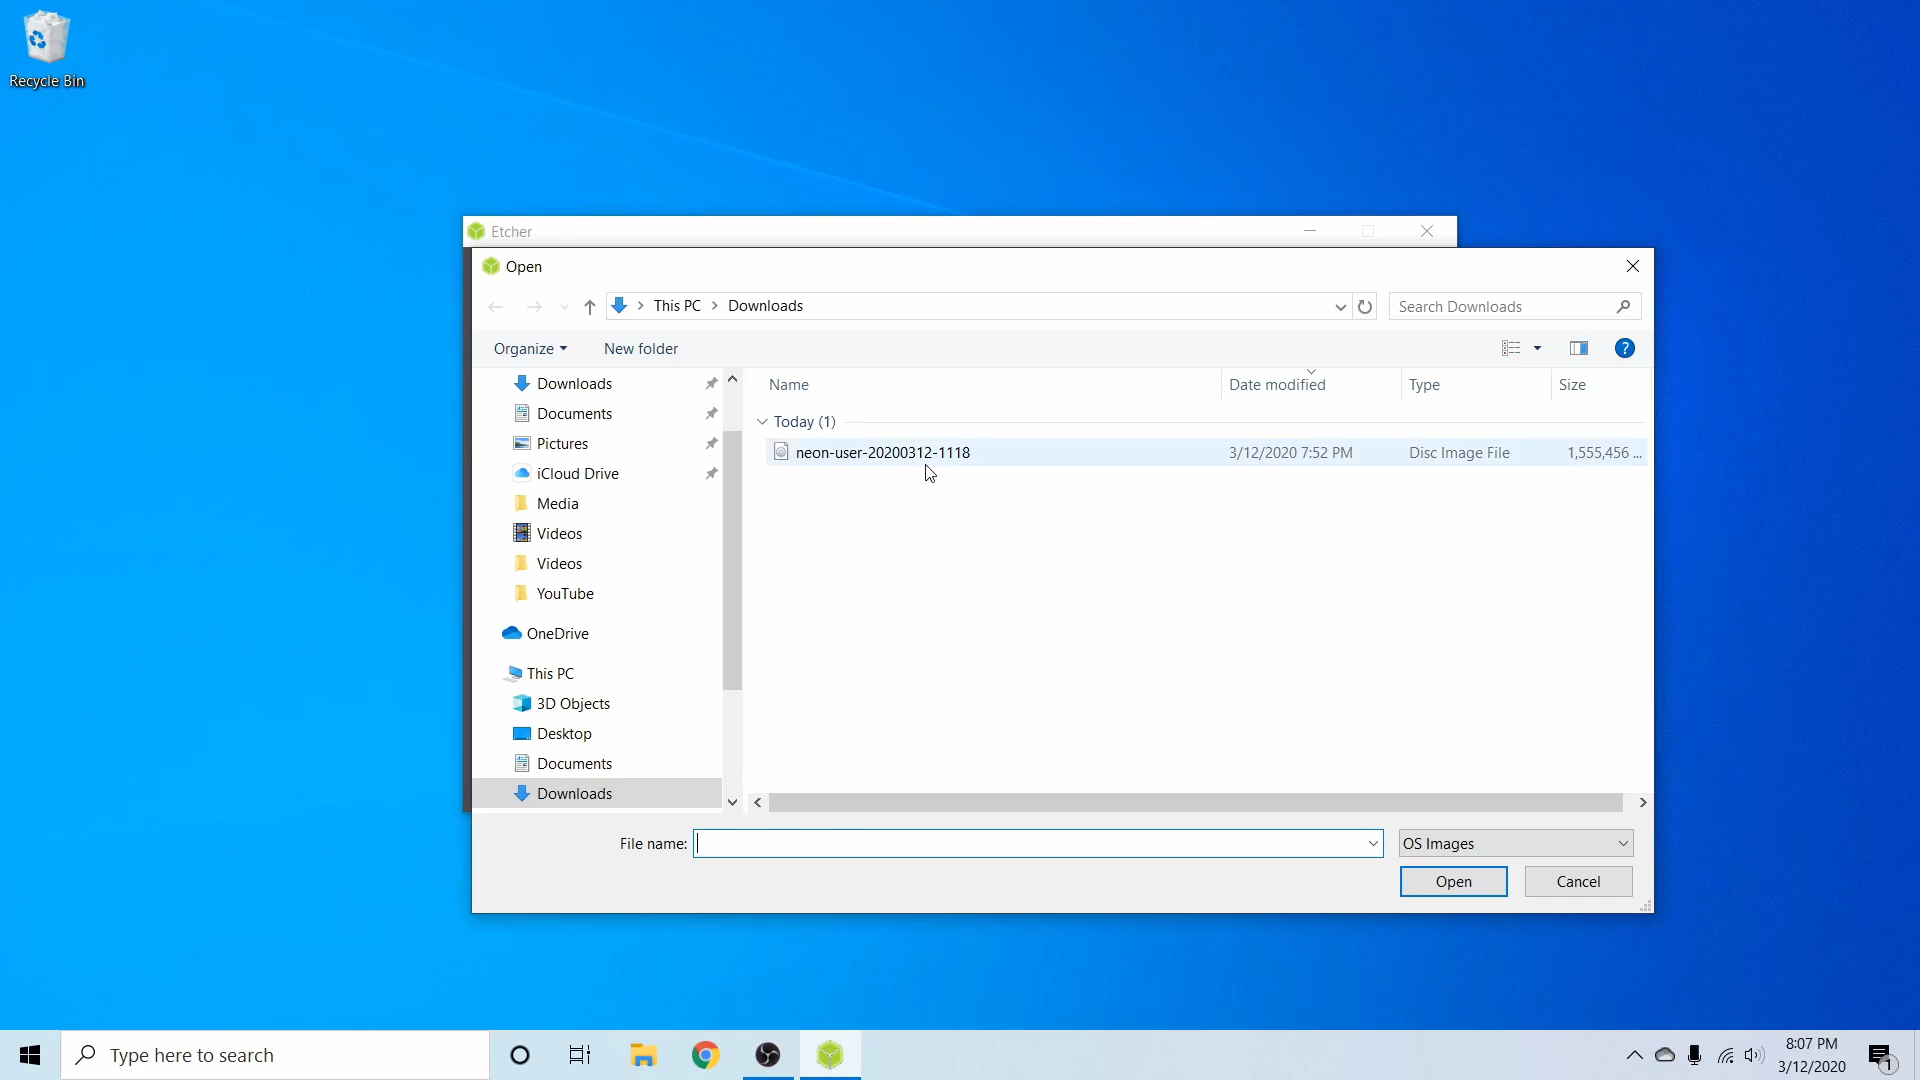 Recycle Bin
Etcher
Open
This PC > Downloads
Search Downloads
Organize
New folder
?
Name
Date modified
Type
Size
Downloads
Documents
Pictures
iCloud Drive
Media
Videos
Videos
YouTube
OneDrive
This PC
3D Objects
Desktop
Documents
Downloads
Today (1)
neon-user-20200312-1118
3/12/2020 7:52 PM
Disc Image File
1,555,456 ...
File name:
OS Images
Open
Cancel
Type here to search
8:07 PM
3/12/2020
1